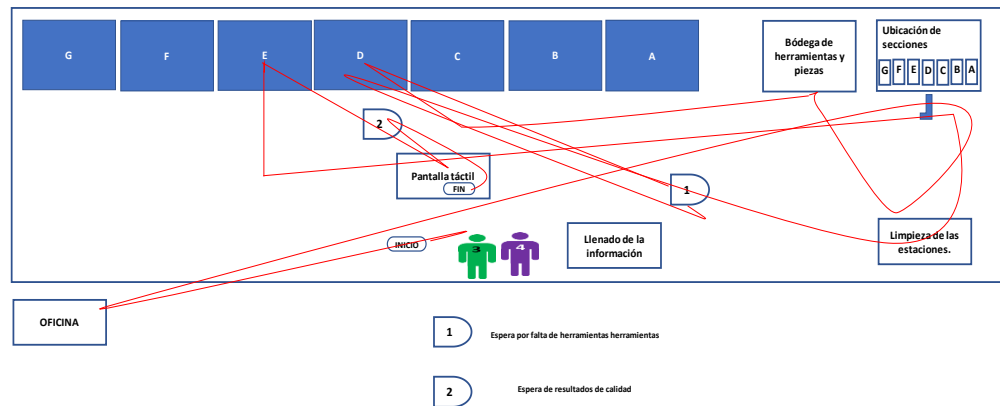 G
F
E
D
C
B
A
Bódega de
herramientas y
piezas
Ubicación de
secciones
G F E D C B A
2
Pantalla táctil
FIN
1
INICIO
3
4
Llenado de la
información
Limpieza de las
estaciones.
OFICINA
1
Espera por falta de herramientas herramientas
2
Espera de resultados de calidad